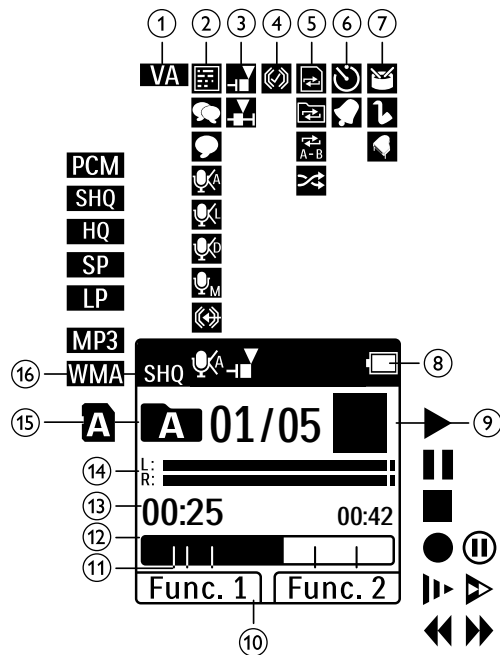 1 2 3 4 5 6 7
VA
A-B
PCM
SHQ
HQ
SP
LP
MP3
WMA
A
L
D
M
16
SHQ
A
8
15
A
A
01/05
9
14
L:
R:
13
00:25
00:42
12
11
Func. 1
Func. 2
10